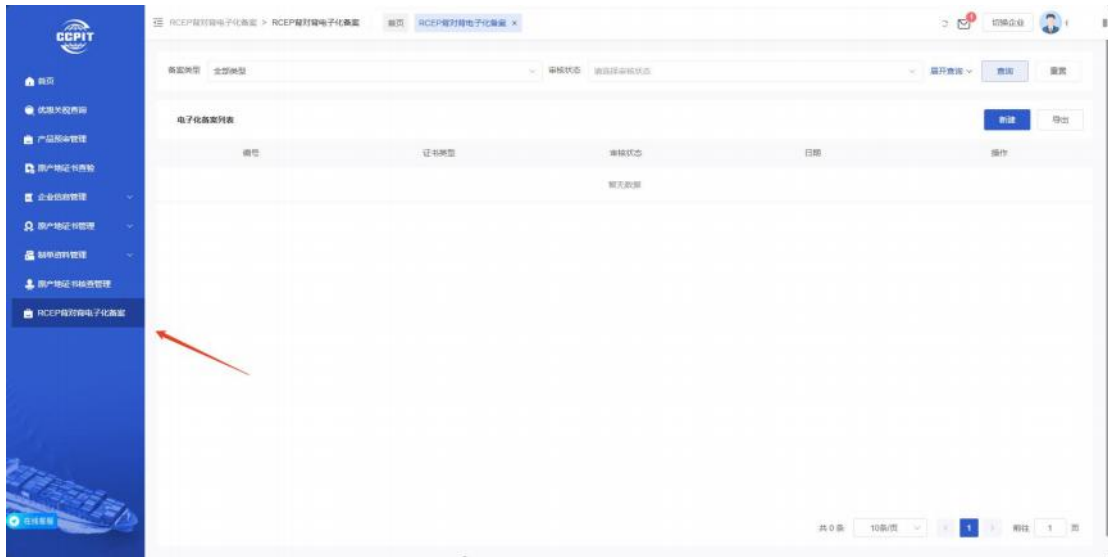 CCPIT
首页
优惠关税查询
产品预审管理
原产地证书查验
企业信息管理
原产地证书管理
制单资料管理
原产地证书核查管理
RCEP背对背电子化备案
在线客服
RCEP背对背电子化备案 > RCEP背对背电子化备案 首页 RCEP背对背电子化备案 × 切换企业
备案类型 全部类型 审核状态 请选择审核状态 展开查询 查询 重置
电子化备案列表 新建 导出
编号 证书类型 审核状态 日期 操作
暂无数据
共 0 条 10条/页 < 1 > 前往 1 页